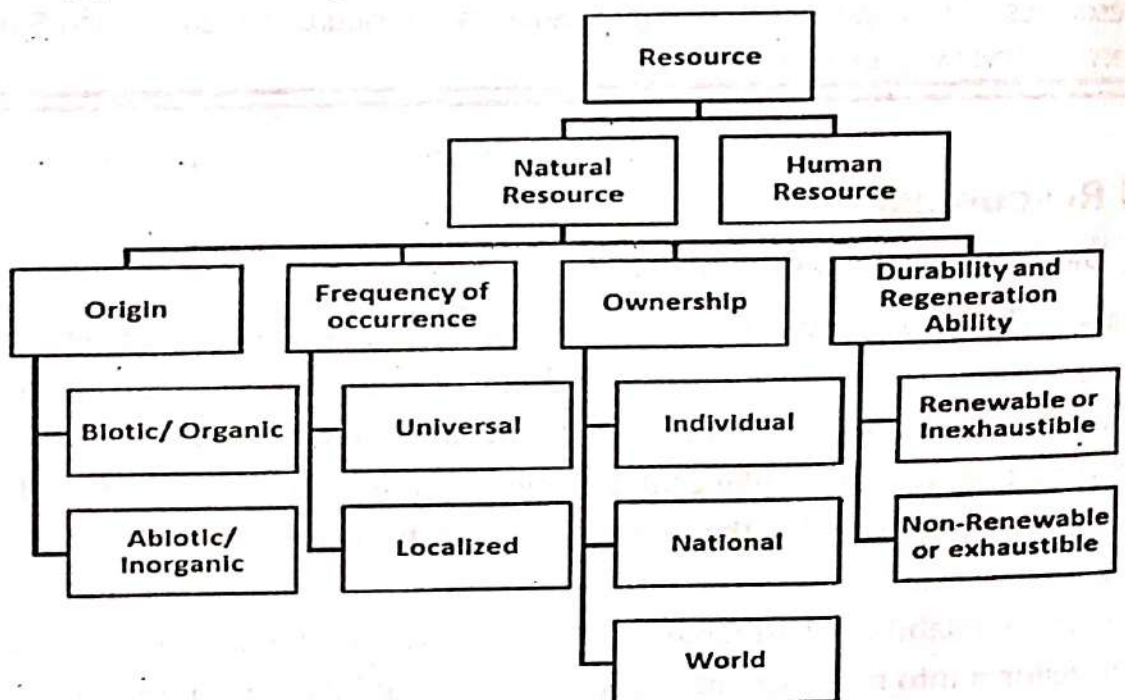 Resource
Natural
Resource
Human
Resource
Origin
Frequency of
occurrence
Ownership
Durability and
Regeneration
Ability
Biotic/ Organic
Universal
Individual
Renewable or
Inexhaustible
Abiotic/
Inorganic
Localized
National
Non-Renewable
or exhaustible
World